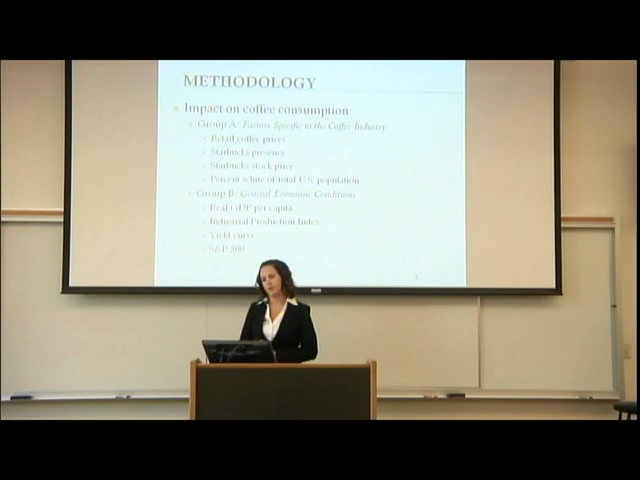 METHODOLOGY
Impact on coffee consumption
Group A: Factors Specific to the Coffee Industry
Retail coffee prices
Starbucks presence
Starbucks stock price
Percent white of total U.S. population
Group B: General Economic Conditions
Real GDP per capita
Industrial Production Index
Yield curve
S&P 500